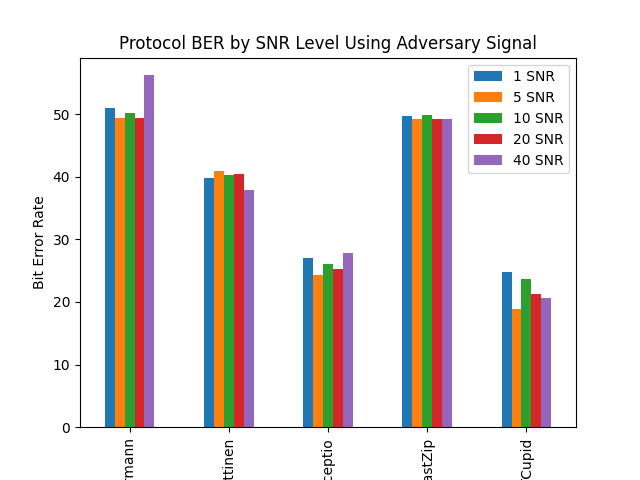 Protocol BER by SNR Level Using Adversary Signal
1 SNR
5 SNR
10 SNR
20 SNR
40 SNR
Bit Error Rate
50
40
30
20
10
0
rmann
ttinen
ceptio
astZip
Cupid